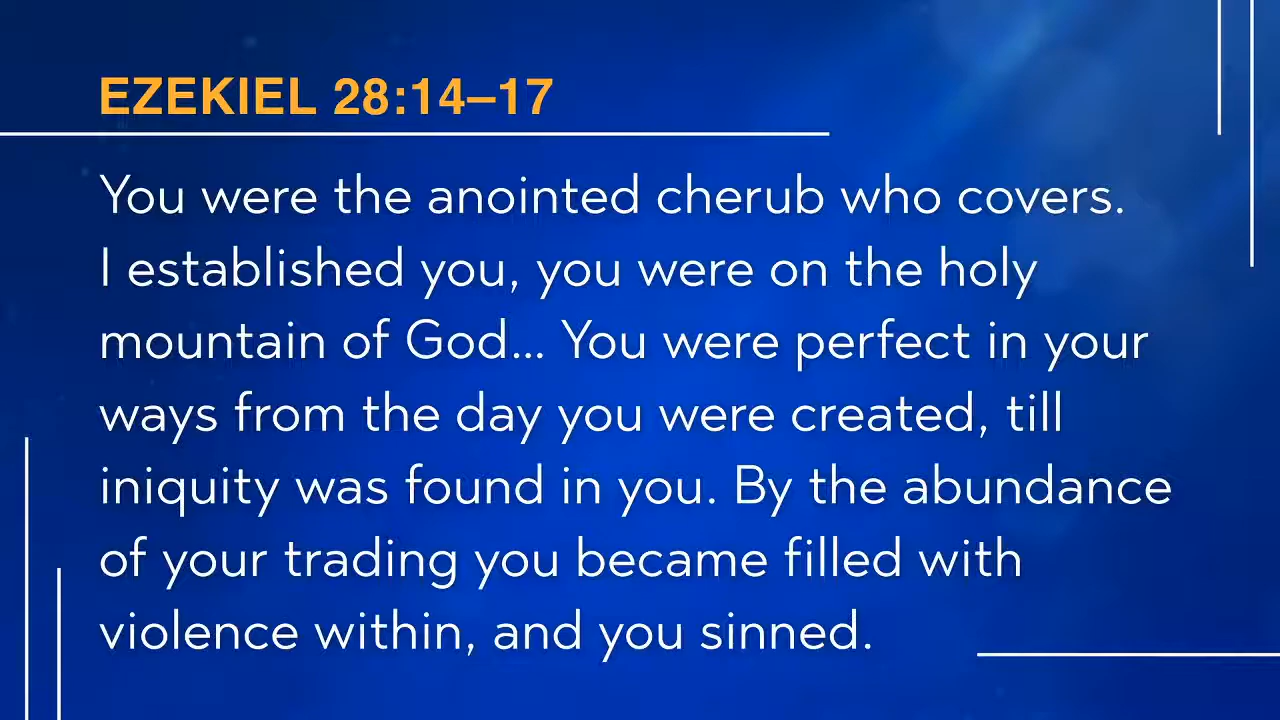 EZEKIEL 28:14–17
You were the anointed cherub who covers.
I established you, you were on the holy
mountain of God... You were perfect in your
ways from the day you were created, till
iniquity was found in you. By the abundance
of your trading you became filled with
violence within, and you sinned.